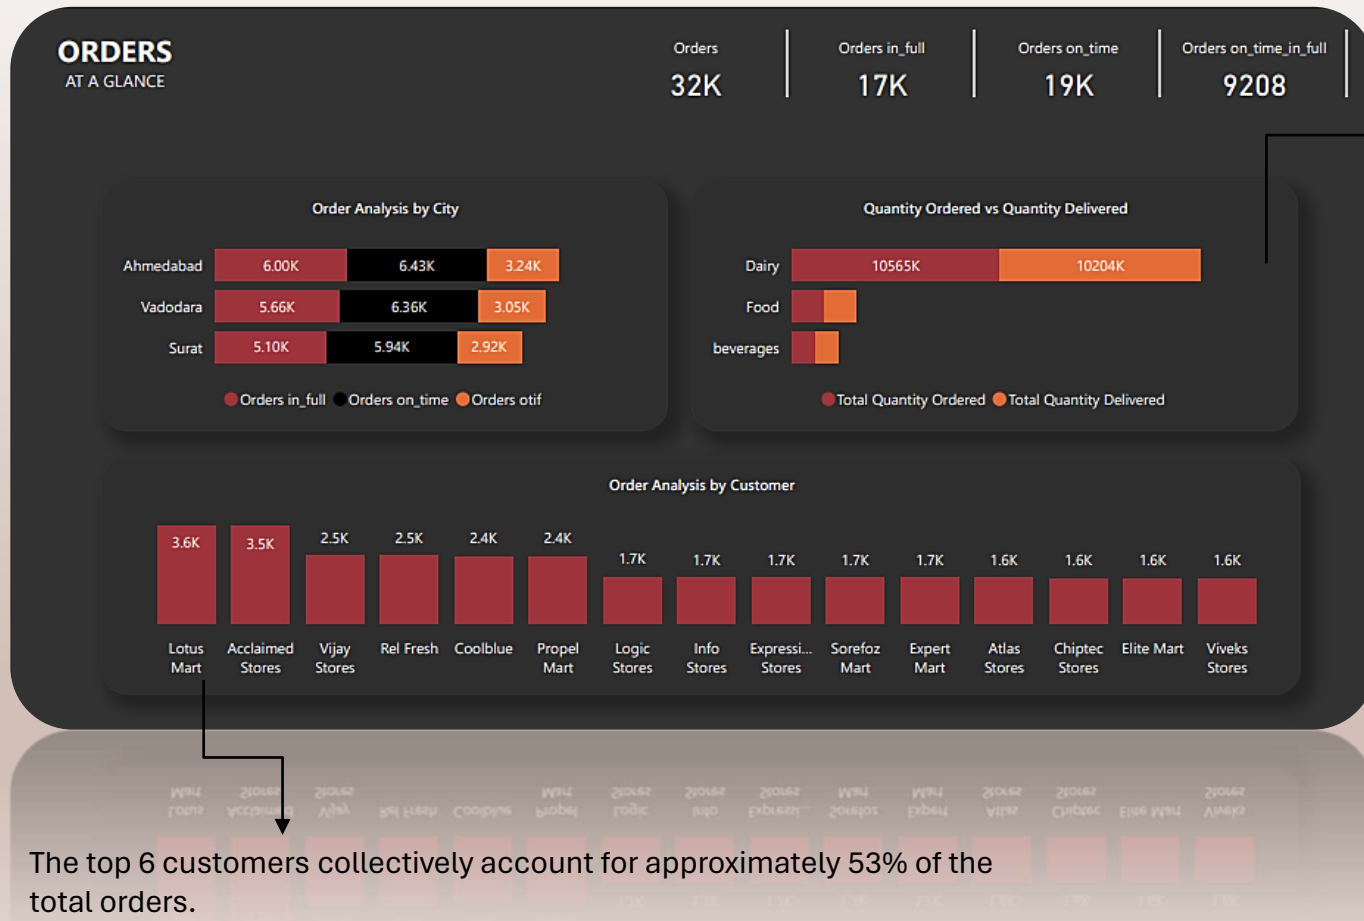 ORDERS
AT A GLANCE
Orders
32K
Orders in_full
17K
Orders on_time
19K
Orders on_time_in_full
9208
Order Analysis by City
Ahmedabad
6.00K
6.43K
3.24K
Vadodara
5.66K
6.36K
3.05K
Surat
5.10K
5.94K
2.92K
Orders in_full
Orders on_time
Orders otif
Quantity Ordered vs Quantity Delivered
Dairy
10565K
10204K
Food
beverages
Total Quantity Ordered
Total Quantity Delivered
Order Analysis by Customer
3.6K
3.5K
2.5K
2.5K
2.4K
2.4K
1.7K
1.7K
1.7K
1.7K
1.7K
1.6K
1.6K
1.6K
1.6K
Lotus
Mart
Acclaimed
Stores
Vijay
Stores
Rel Fresh
Coolblue
Propel
Mart
Logic
Stores
Info
Stores
Expressi...
Stores
Sorefoz
Mart
Expert
Mart
Atlas
Stores
Chiptec
Stores
Elite Mart
Viveks
Stores
The top 6 customers collectively account for approximately 53% of the
total orders.